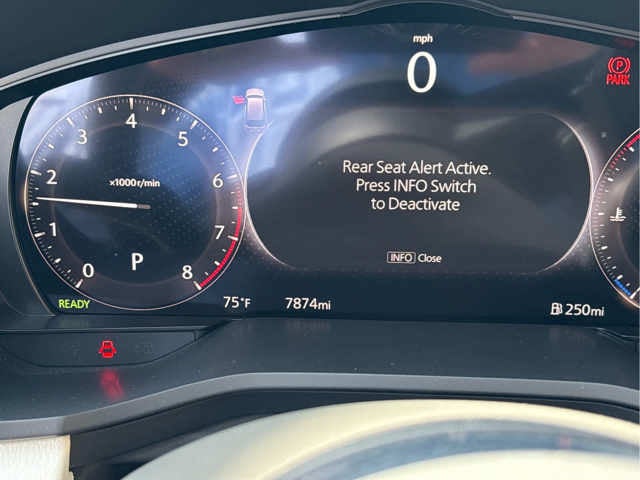 mph
0
(P)
PARK
0
1
2
3
4
5
6
7
8
x1000r/min
P
Rear Seat Alert Active.
Press INFO Switch
to Deactivate
INFO Close
READY
75°F
7874mi
250mi